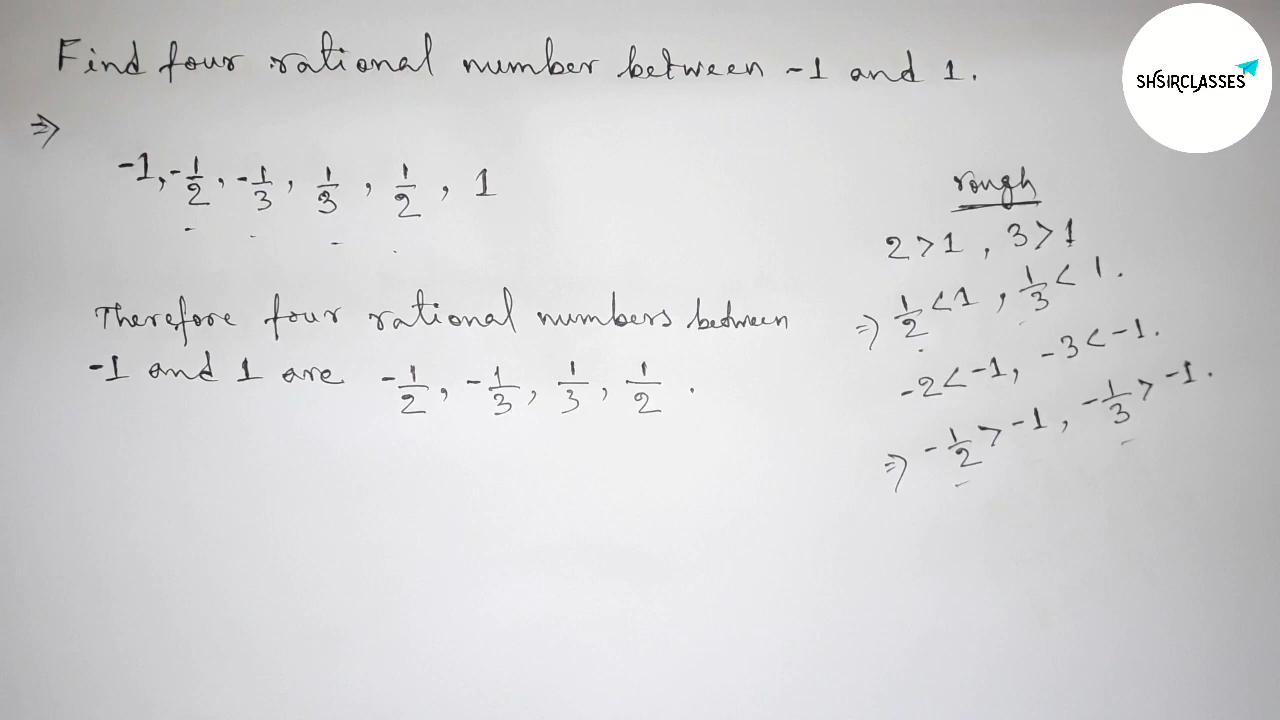 Find four rational number between -1 and 1.
SHSIRCLASSES
⇒
-1, -1/2, -1/3, 1/3, 1/2, 1
Therefore four rational numbers between
-1 and 1 are -1/2, -1/3, 1/3, 1/2.
rough
2>1, 3>1
⇒ 1/2<1, 1/3<1.
-2<-1, -3<-1.
⇒ -1/2>-1, -1/3>-1.